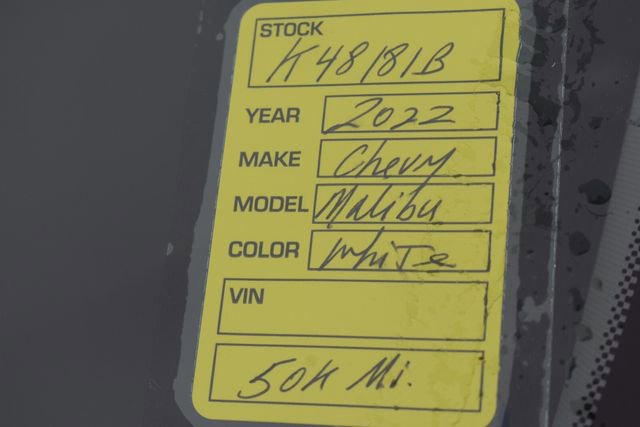 STOCK
K48181B
YEAR 2022
MAKE Chevy
MODEL Malibu
COLOR White
VIN
50K Mi.